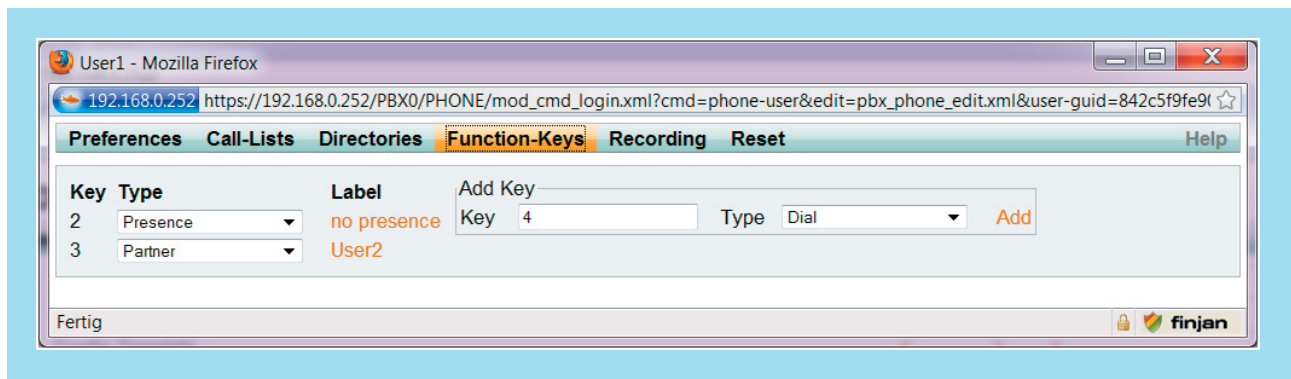 User1 - Mozilla Firefox
192.168.0.252 https://192.168.0.252/PBX0/PHONE/mod_cmd_login.xml?cmd=phone-user&edit=pbx_phone_edit.xml&user-guid=842c5f9fe9(
Preferences Call-Lists Directories Function-Keys Recording Reset Help
Key Type Label Add Key
2 Presence no presence Key 4 Type Dial Add
3 Partner User2
Fertig finjan